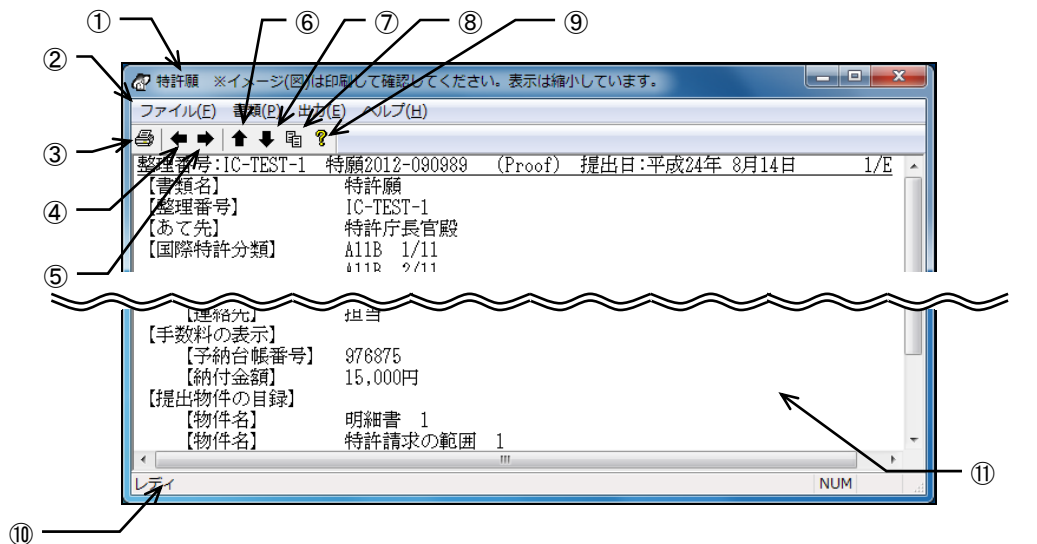 ① ⑥ ⑦ ⑧ ⑨
②
特許願 ※イメージ(図)は印刷して確認してください。表示は縮小しています。
ファイル(F) 書類(P) 出力(E) ヘルプ(H)
③
整理番号:IC-TEST-1 特願2012-090989 (Proof) 提出日:平成24年 8月14日 1/E
【書類名】 特許願
【整理番号】 IC-TEST-1
④
【あて先】 特許庁長官殿
【国際特許分類】 A11B 1/11
A11B 2/11
⑤
【連絡先】 担当
【手数料の表示】
【予納台帳番号】 976875
【納付金額】 15,000円
【提出物件の目録】
【物件名】 明細書 1
【物件名】 特許請求の範囲 1
⑪
レディ NUM
⑩